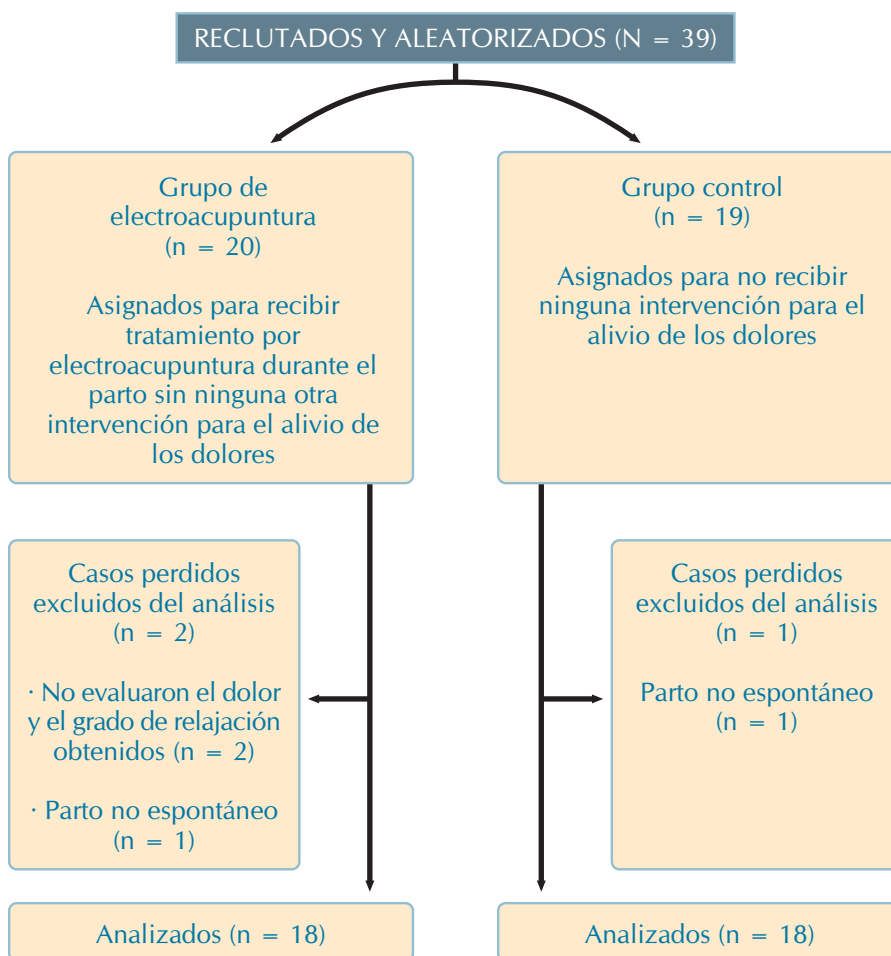 RECLUTADOS Y ALEATORIZADOS (N = 39)
Grupo de
electroacupuntura
(n = 20)
Asignados para recibir
tratamiento por
electroacupuntura durante el
parto sin ninguna otra
intervención para el alivio de
los dolores
Grupo control
(n = 19)
Asignados para no recibir
ninguna intervención para el
alivio de los dolores
Casos perdidos
excluidos del análisis
(n = 2)
· No evaluaron el dolor
y el grado de relajación
obtenidos (n = 2)
· Parto no espontáneo
(n = 1)
Casos perdidos
excluidos del análisis
(n = 1)
Parto no espontáneo
(n = 1)
Analizados (n = 18)
Analizados (n = 18)